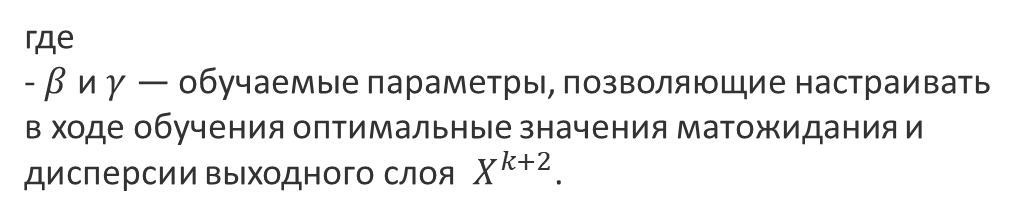 где
- β и γ — обучаемые параметры, позволяющие настраивать
в ходе обучения оптимальные значения матожидания и
дисперсии выходного слоя X^{k+2}.